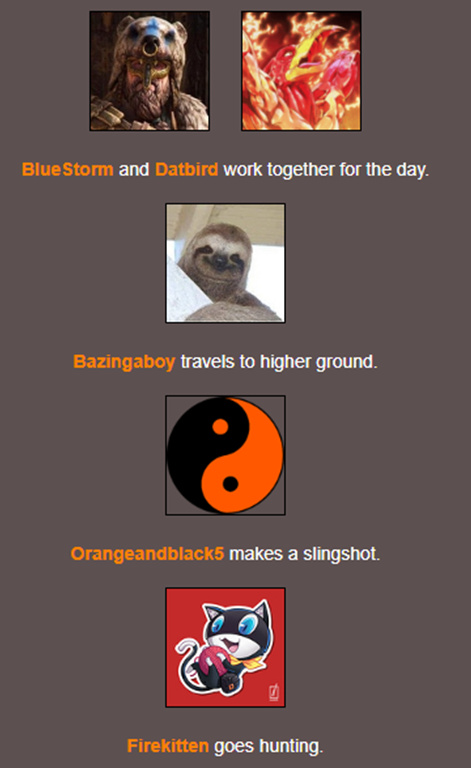 BlueStorm and Datbird work together for the day.
Bazingaboy travels to higher ground.
Orangeandblack5 makes a slingshot.
Firekitten goes hunting.